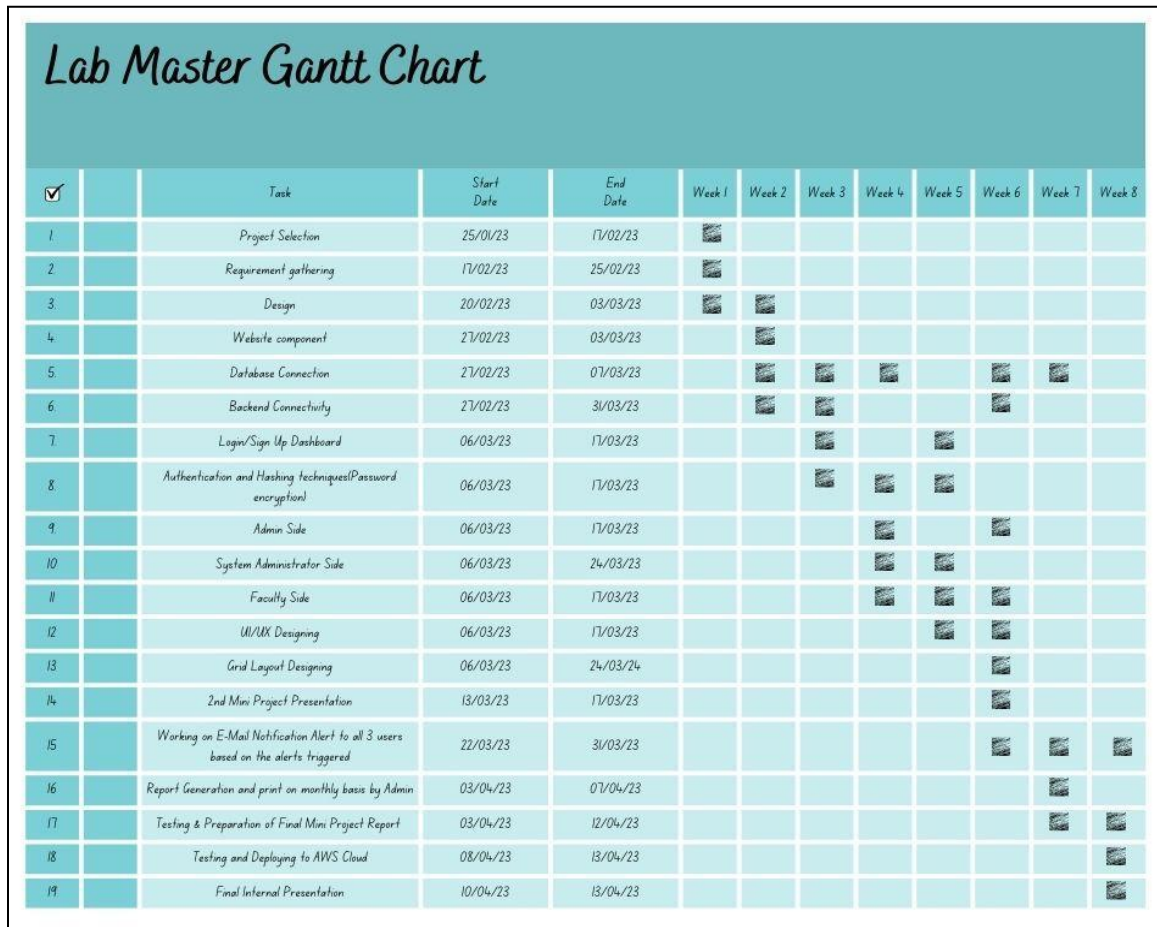 Lab Master Gantt Chart
Task Start Date End Date Week 1 Week 2 Week 3 Week 4 Week 5 Week 6 Week 7 Week 8
1. Project Selection 25/01/23 17/02/23
2. Requirement gathering 17/02/23 25/02/23
3. Design 20/02/23 03/03/23
4. Website component 27/02/23 03/03/23
5. Database Connection 27/02/23 07/03/23
6. Backend Connectivity 27/02/23 31/03/23
7. Login/Sign Up Dashboard 06/03/23 17/03/23
8. Authentication and Hashing techniques(Password
encryption) 06/03/23 17/03/23
9. Admin Side 06/03/23 17/03/23
10 System Administrator Side 06/03/23 24/03/23
11 Faculty Side 06/03/23 17/03/23
12 UI/UX Designing 06/03/23 17/03/23
13 Grid Layout Designing 06/03/23 24/03/24
14 2nd Mini Project Presentation 13/03/23 17/03/23
15 Working on E-Mail Notification Alert to all 3 users
based on the alerts triggered 22/03/23 31/03/23
16 Report Generation and print on monthly basis by Admin 03/04/23 07/04/23
17 Testing & Preparation of Final Mini Project Report 03/04/23 12/04/23
18 Testing and Deploying to AWS Cloud 08/04/23 13/04/23
19 Final Internal Presentation 10/04/23 13/04/23